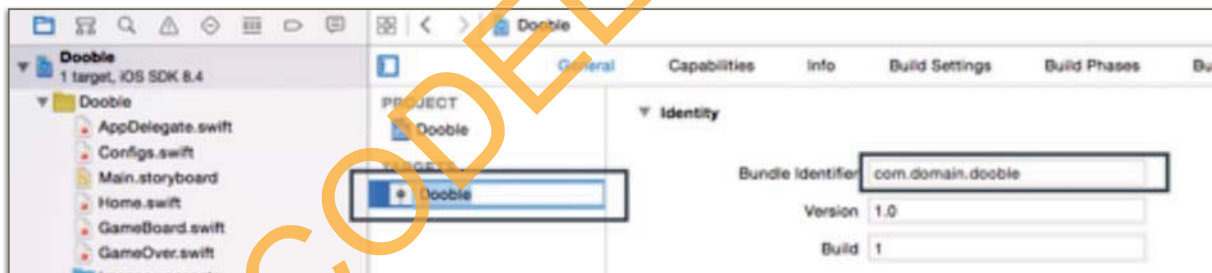 Dooble
Dooble
1 target, iOS SDK 8.4
General Capabilities Info Build Settings Build Phases Bu
Dooble
PROJECT
Identity
AppDelegate.swift
Dooble
Configs.swift
TARGETS
Main.storyboard
Bundle Identifier com.domain.dooble
Dooble
Home.swift
Version 1.0
GameBoard.swift
Build 1
GameOver.swift
CODE